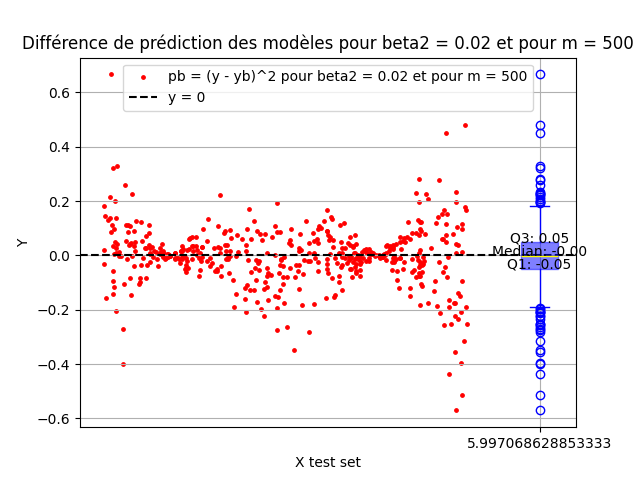 Différence de prédiction des modèles pour beta2 = 0.02 et pour m = 500
pb = (y - yb)^2 pour beta2 = 0.02 et pour m = 500
y = 0
0.6
0.4
0.2
0.0
−0.2
−0.4
−0.6
Y
Q3: 0.05
Median: -0.00
Q1: -0.05
5.997068628853333
X test set